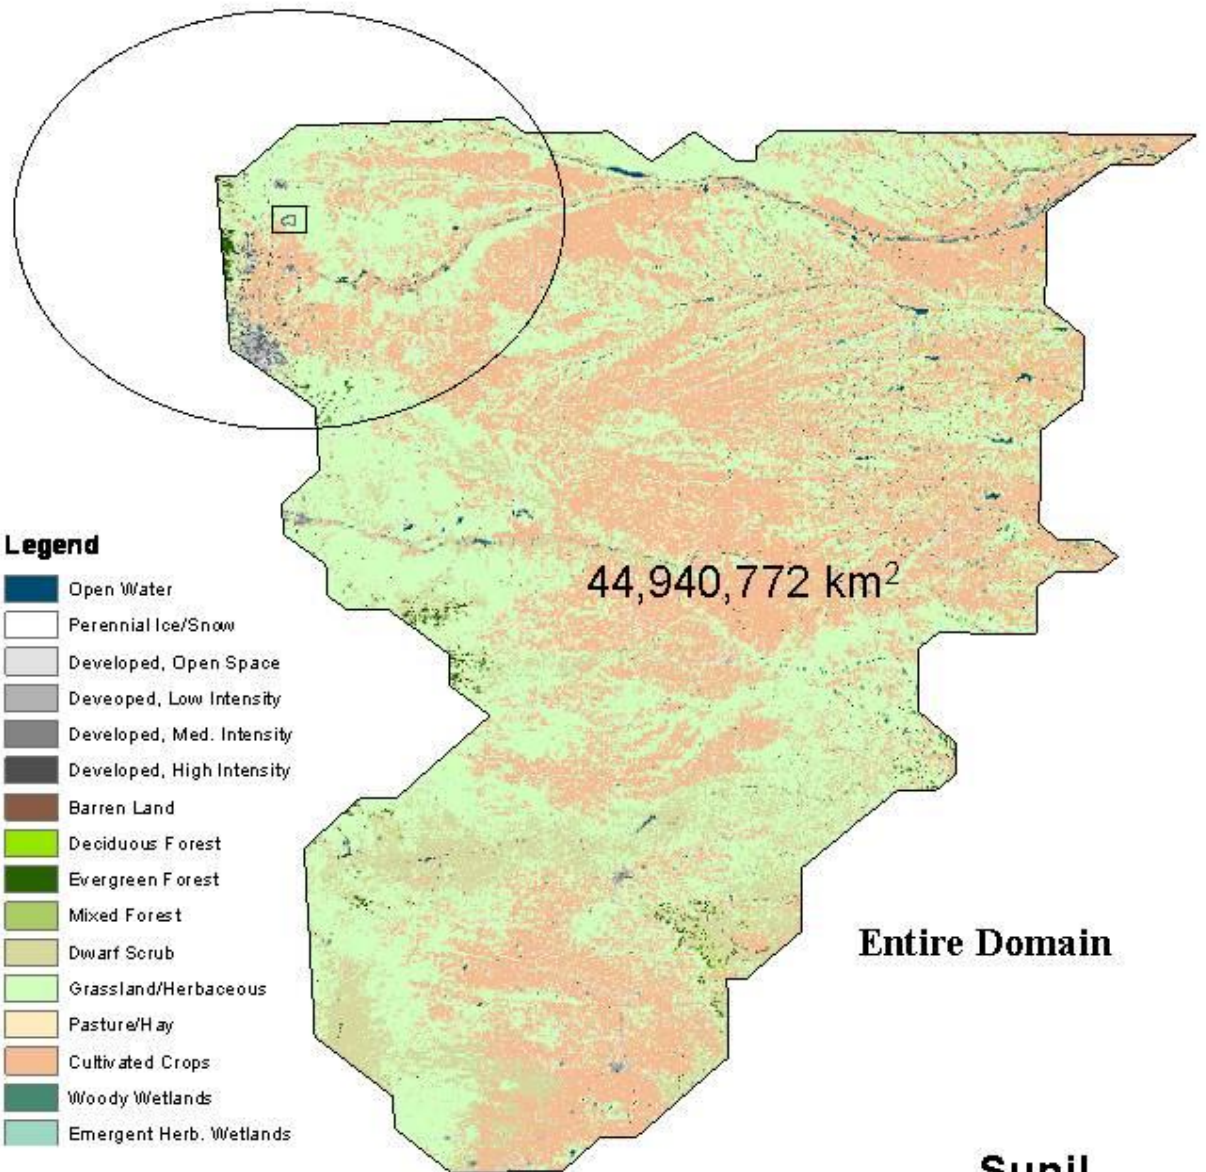 44,940,772 km²
Legend
Open Water
Perennial Ice/Snow
Developed, Open Space
Deveoped, Low Intensity
Developed, Med. Intensity
Developed, High Intensity
Barren Land
Deciduous Forest
Evergreen Forest
Mixed Forest
Dwarf Scrub
Grassland/Herbaceous
Pasture/Hay
Cultivated Crops
Woody Wetlands
Emergent Herb. Wetlands
Entire Domain
Sunil